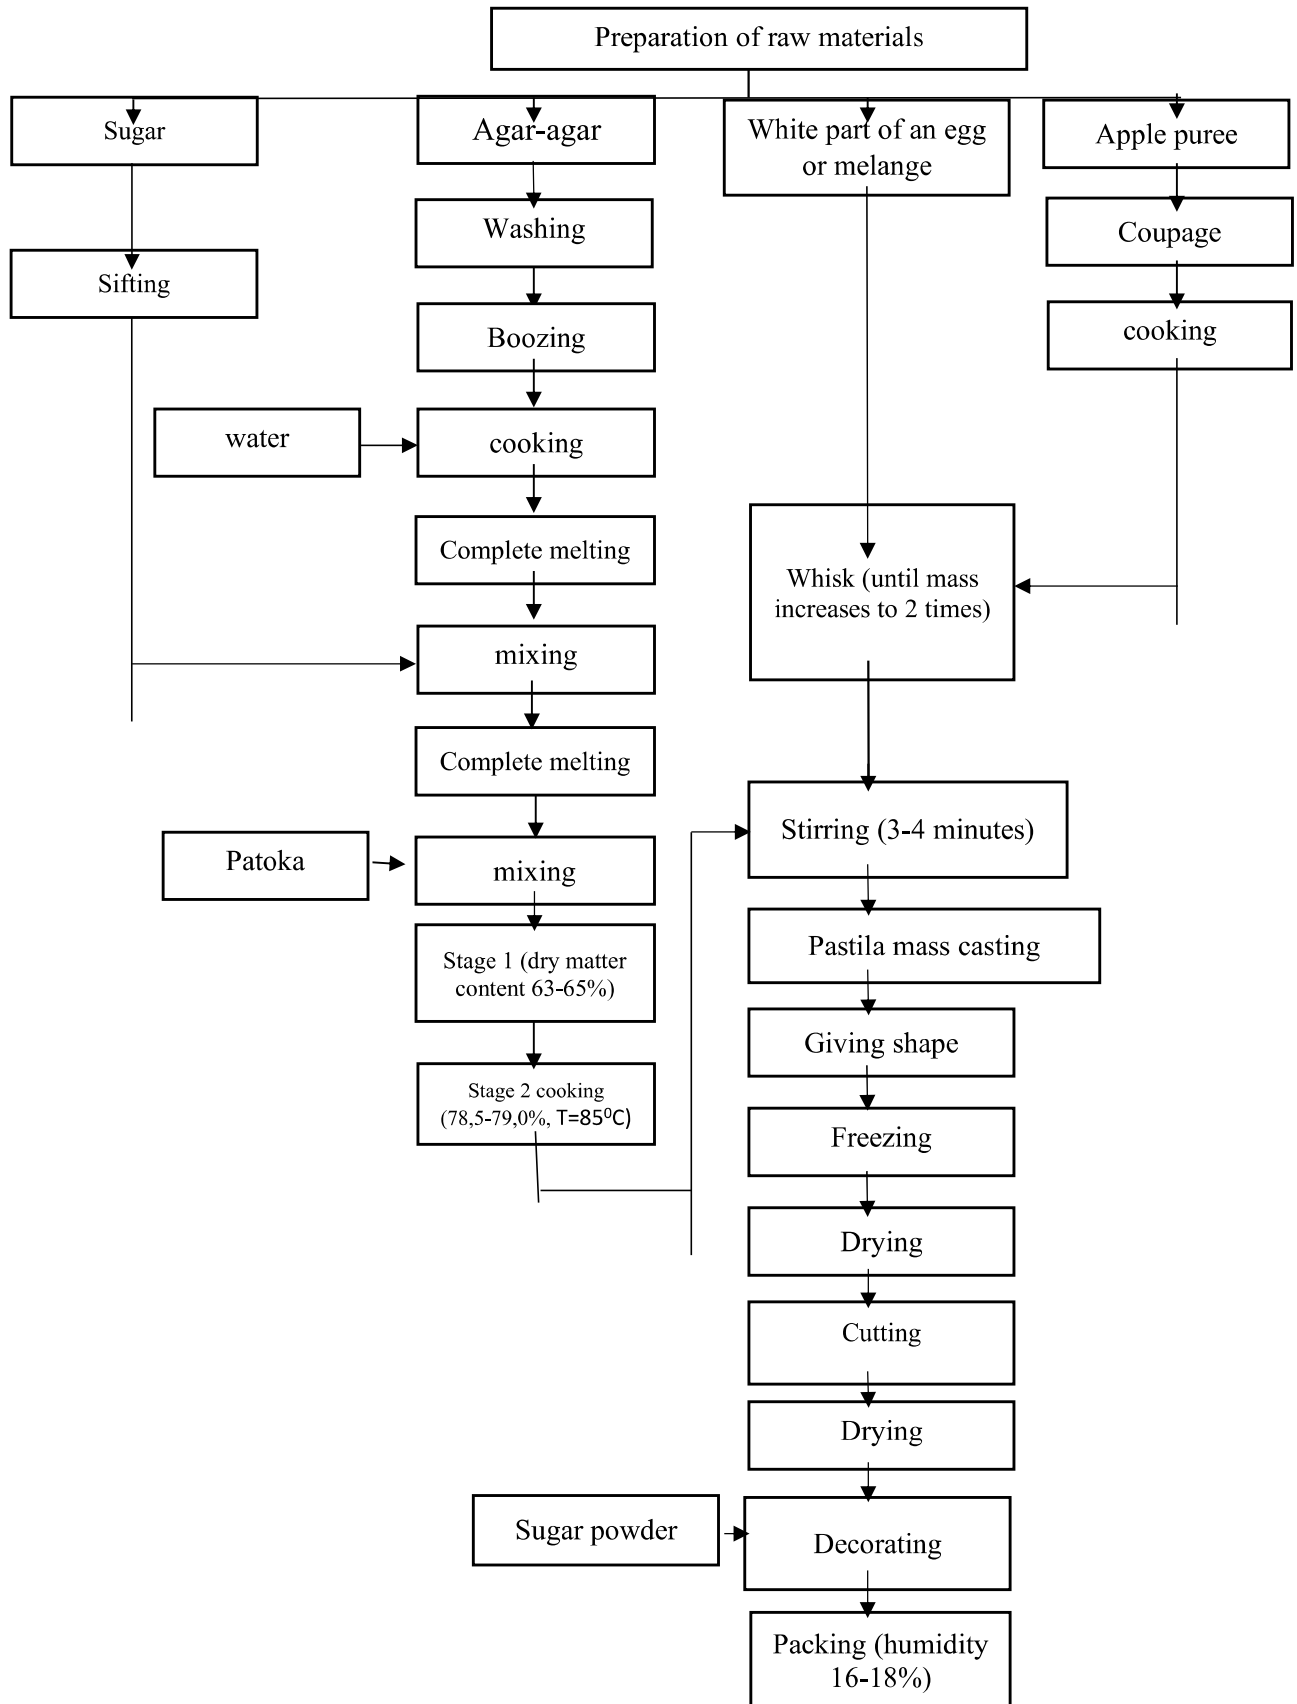 Preparation of raw materials
Sugar
Agar-agar
White part of an egg
or melange
Apple puree
Washing
Coupage
Sifting
Boozing
cooking
water
cooking
Complete melting
Whisk (until mass
increases to 2 times)
mixing
Complete melting
Stirring (3-4 minutes)
Patoka
mixing
Pastila mass casting
Stage 1 (dry matter
content 63-65%)
Giving shape
Stage 2 cooking
(78,5-79,0%, T=85⁰C)
Freezing
Drying
Cutting
Drying
Sugar powder
Decorating
Packing (humidity
16-18%)